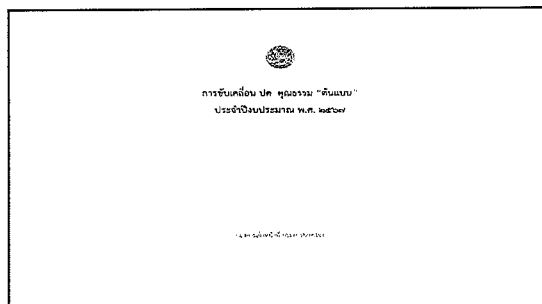 การขับเคลื่อน ปค คุณธรรม "ต้นแบบ"
ประจำปีงบประมาณ พ.ศ. ๒๕๖๗